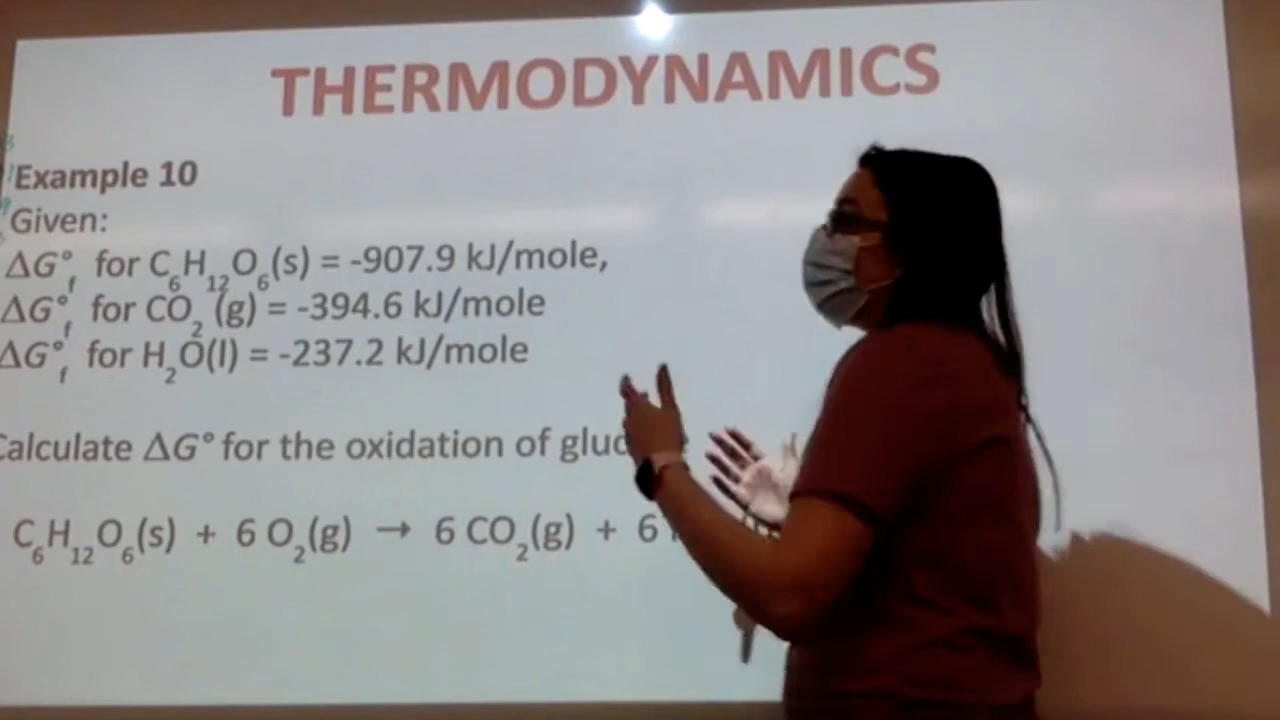 THERMODYNAMICS
Example 10
Given:
ΔG°f for C6H12O6(s) = -907.9 kJ/mole,
ΔG°f for CO2 (g) = -394.6 kJ/mole
ΔG°f for H2O(l) = -237.2 kJ/mole
Calculate ΔG° for the oxidation of gluc
C6H12O6(s) + 6 O2(g) → 6 CO2(g) + 6